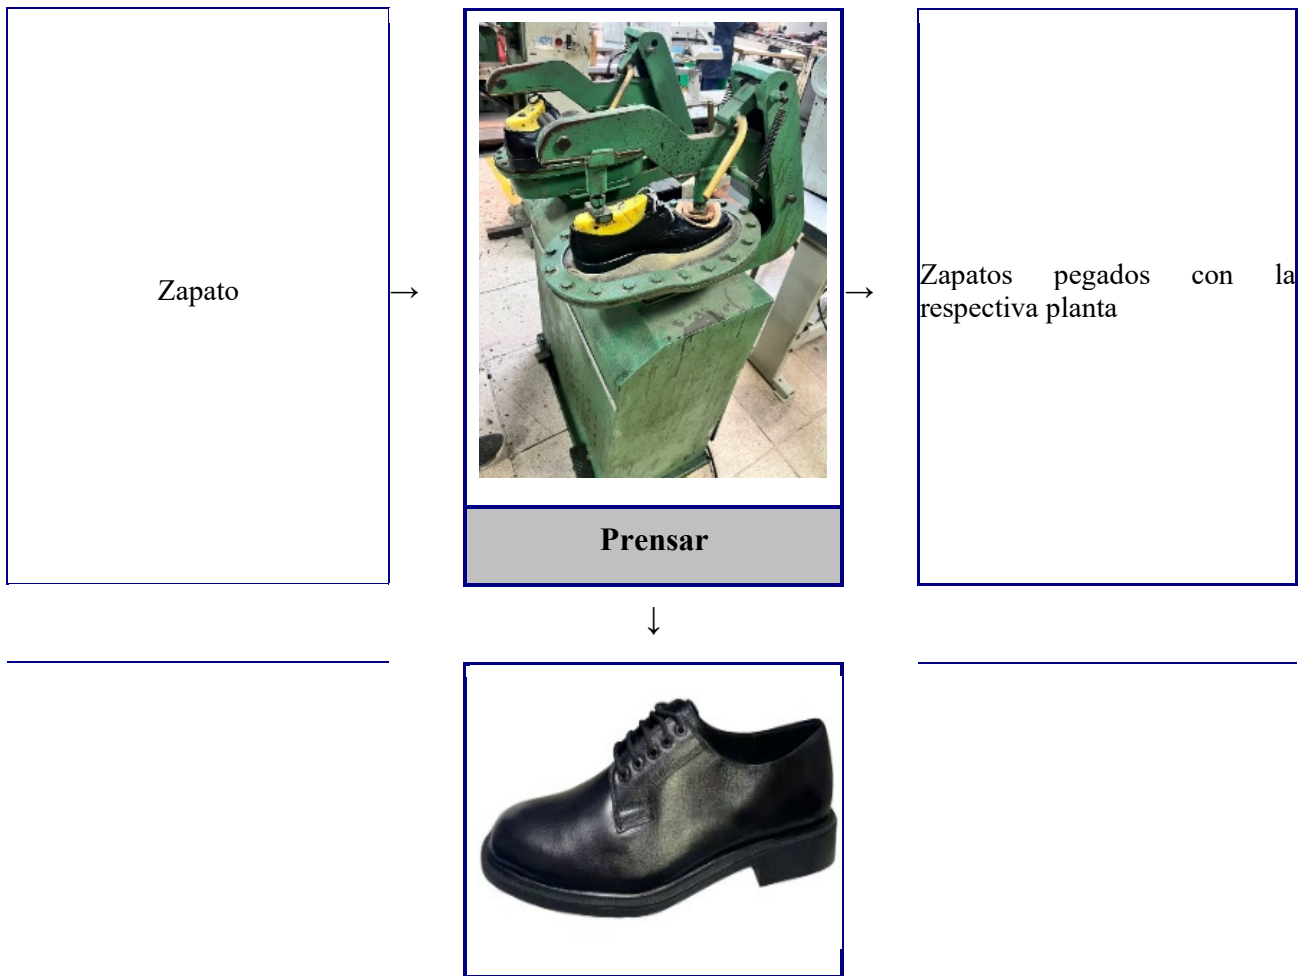 Zapato
→
→
Zapatos pegados con la
respectiva planta
Prensar
↓